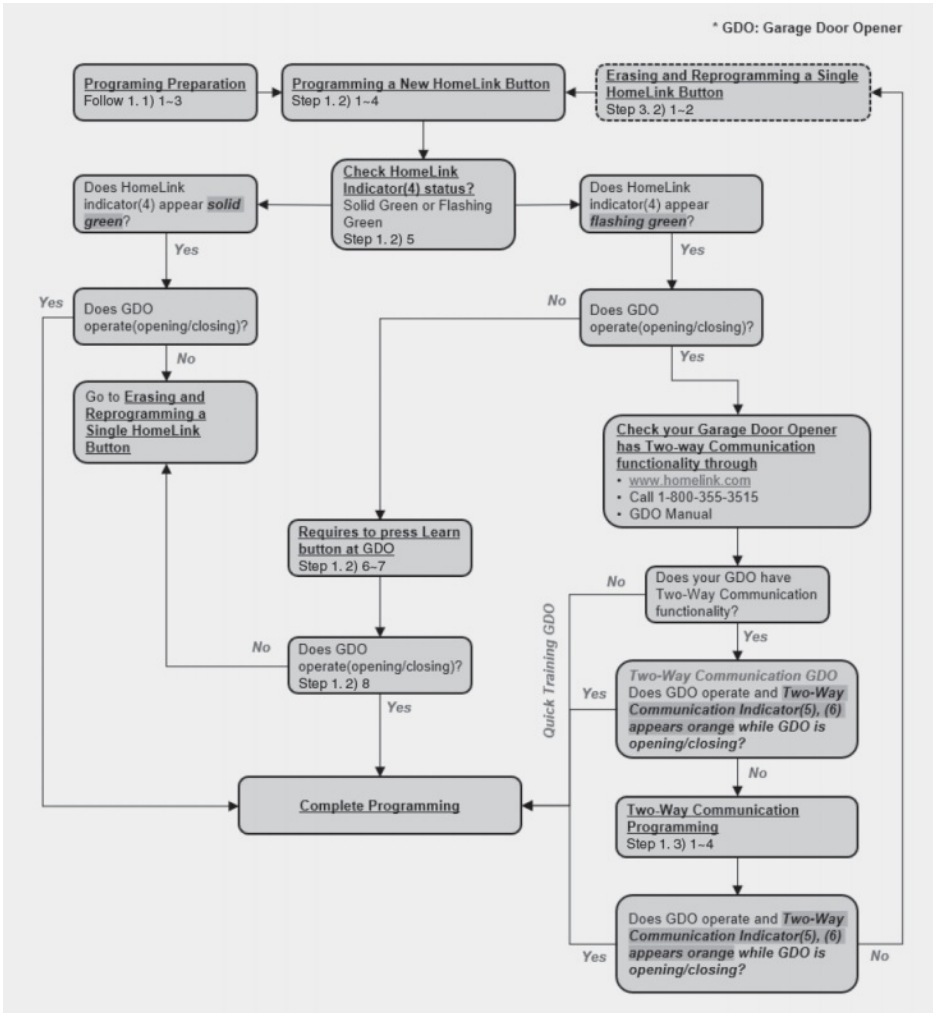 * GDO: Garage Door Opener
Programing Preparation
Follow 1. 1) 1~3
Programming a New HomeLink Button
Step 1. 2) 1~4
Erasing and Reprogramming a Single
HomeLink Button
Step 3. 2) 1~2
Check HomeLink
Indicator(4) status?
Solid Green or Flashing
Green
Step 1. 2) 5
Does HomeLink
indicator(4) appear solid
green?
Does HomeLink
indicator(4) appear
flashing green?
Yes
Yes
Yes
Does GDO
operate(opening/closing)?
No
Does GDO
operate(opening/closing)?
No
Yes
Go to Erasing and
Reprogramming a
Single HomeLink
Button
Check your Garage Door Opener
has Two-way Communication
functionality through
• www.homelink.com
• Call 1-800-355-3515
• GDO Manual
Requires to press Learn
button at GDO
Step 1. 2) 6~7
No
Does your GDO have
Two-Way Communication
functionality?
Yes
Quick Training GDO
No
Does GDO
operate(opening/closing)?
Step 1. 2) 8
Yes
Yes
Two-Way Communication GDO
Does GDO operate and Two-Way
Communication Indicator(5), (6)
appears orange while GDO is
opening/closing?
No
Complete Programming
Two-Way Communication
Programming
Step 1. 3) 1~4
Does GDO operate and Two-Way
Communication Indicator(5), (6)
appears orange while GDO is
opening/closing?
Yes
No